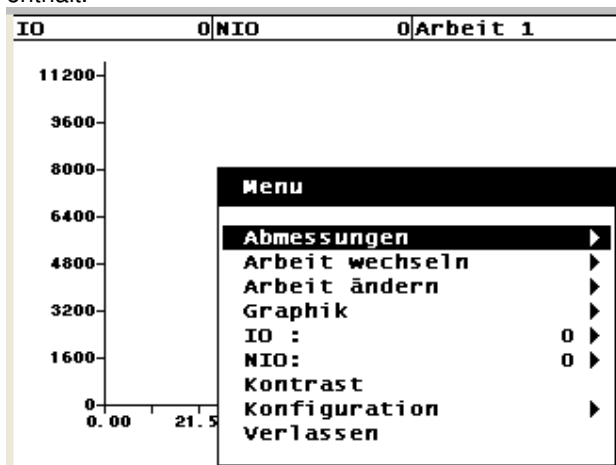 enthält.
IO 0 NIO 0 Arbeit 1
11200
9600
8000
Menu
6400
Abmessungen
4800
Arbeit wechseln
Arbeit ändern
3200
Graphik
IO : 0
1600
NIO: 0
Kontrast
0
Konfiguration
0.00 21.5
Verlassen